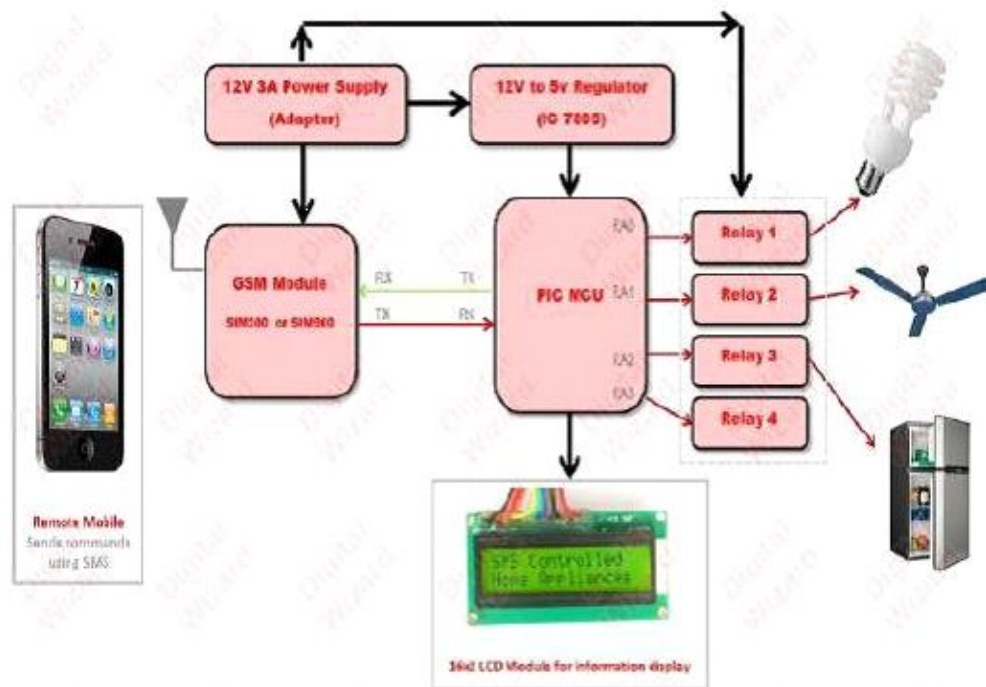 12V 3A Power Supply
(Adapter)
12V to 5v Regulator
(IC 7805)
GSM Module
SIM300 or SIM900
RX
TX
TX
RX
PIC MCU
RA0
RA1
RA2
RA3
Relay 1
Relay 2
Relay 3
Relay 4
Remote Mobile
Sends commands
using SMS
SMS Controlled
Home Appliances
16x2 LCD Module for information display
Digital
Wizard